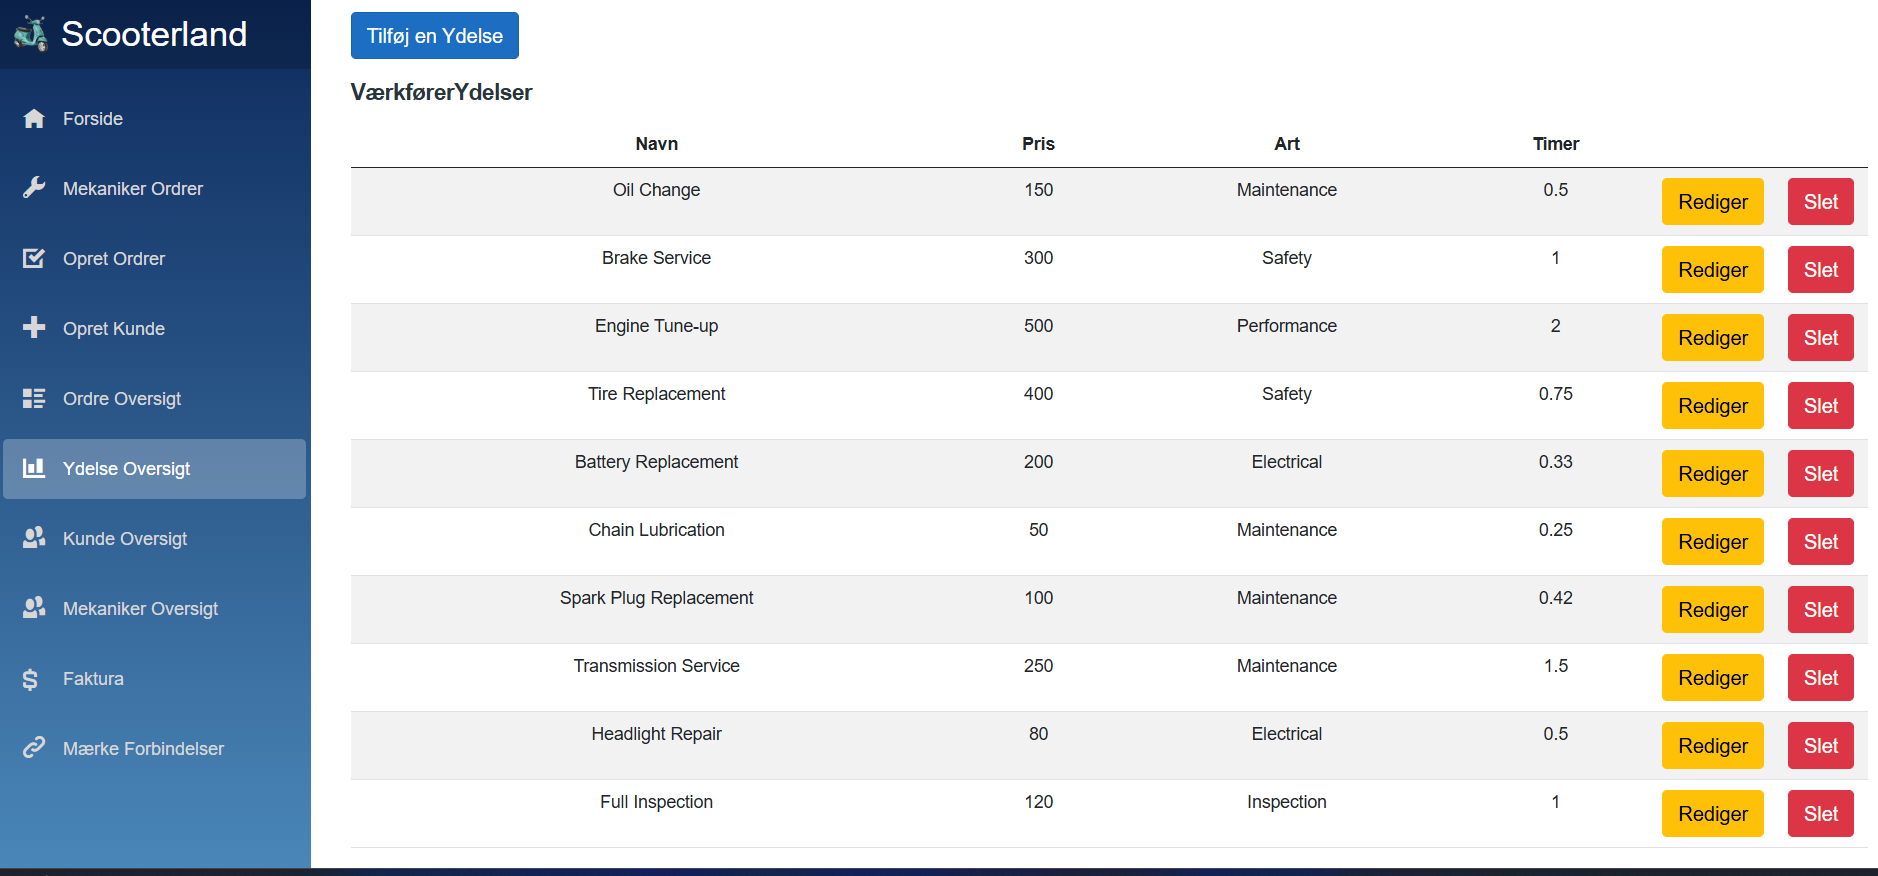 Scooterland
Forside
Mekaniker Ordrer
Opret Ordrer
Opret Kunde
Ordre Oversigt
Ydelse Oversigt
Kunde Oversigt
Mekaniker Oversigt
Faktura
Mærke Forbindelser
Tilføj en Ydelse
VærkførerYdelser
Navn Pris Art Timer
Oil Change 150 Maintenance 0.5 Rediger Slet
Brake Service 300 Safety 1 Rediger Slet
Engine Tune-up 500 Performance 2 Rediger Slet
Tire Replacement 400 Safety 0.75 Rediger Slet
Battery Replacement 200 Electrical 0.33 Rediger Slet
Chain Lubrication 50 Maintenance 0.25 Rediger Slet
Spark Plug Replacement 100 Maintenance 0.42 Rediger Slet
Transmission Service 250 Maintenance 1.5 Rediger Slet
Headlight Repair 80 Electrical 0.5 Rediger Slet
Full Inspection 120 Inspection 1 Rediger Slet